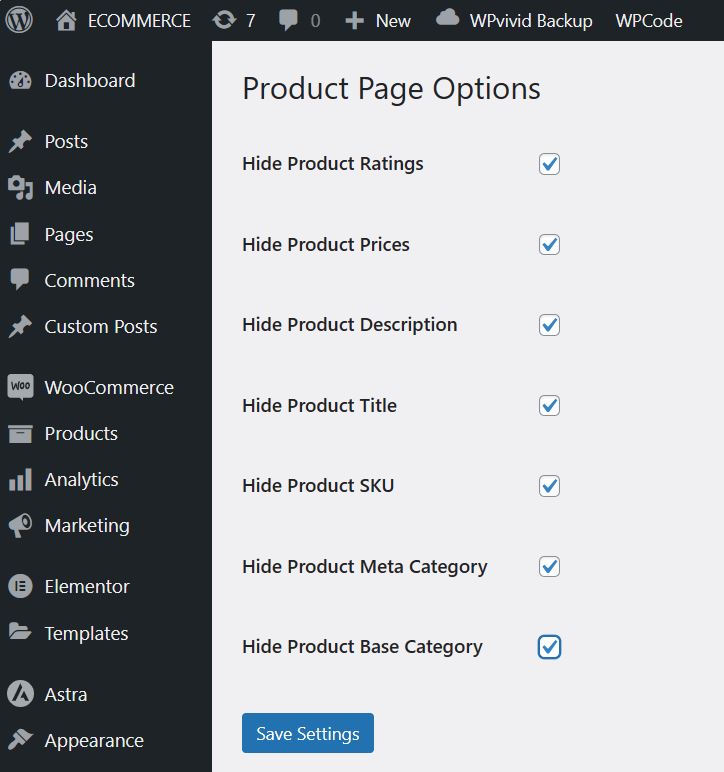 ECOMMERCE 7 0 New WPvivid Backup WPCode
Dashboard
Posts
Media
Pages
Comments
Custom Posts
WOO WooCommerce
Products
Analytics
Marketing
Elementor
Templates
Astra
Appearance
Product Page Options
Hide Product Ratings
Hide Product Prices
Hide Product Description
Hide Product Title
Hide Product SKU
Hide Product Meta Category
Hide Product Base Category
Save Settings